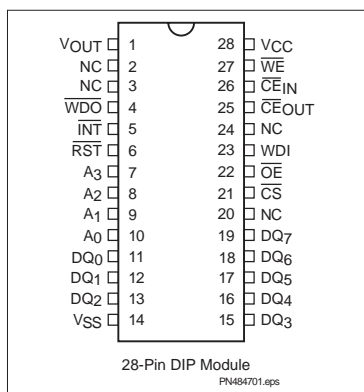 VOUT 1 28 VCC
NC 2 27 WE
NC 3 26 CEIN
WDO 4 25 CEOUT
INT 5 24 NC
RST 6 23 WDI
A3 7 22 OE
A2 8 21 CS
A1 9 20 NC
A0 10 19 DQ7
DQ0 11 18 DQ6
DQ1 12 17 DQ5
DQ2 13 16 DQ4
VSS 14 15 DQ3
28-Pin DIP Module
PN484701.eps